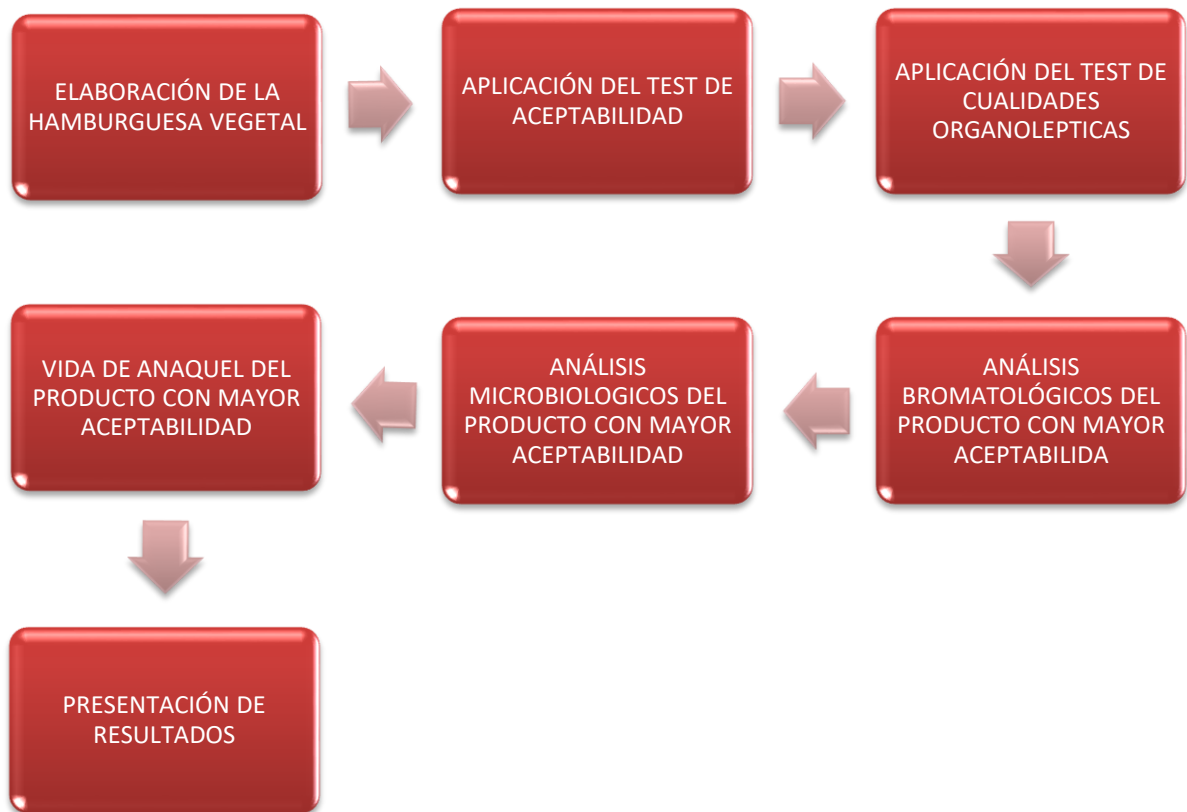 ELABORACIÓN DE LA
HAMBURGUESA VEGETAL
APLICACIÓN DEL TEST DE
ACEPTABILIDAD
APLICACIÓN DEL TEST DE
CUALIDADES
ORGANOLEPTICAS
ANÁLISIS
BROMATOLÓGICOS DEL
PRODUCTO CON MAYOR
ACEPTABILIDA
ANÁLISIS
MICROBIOLOGICOS DEL
PRODUCTO CON MAYOR
ACEPTABILIDAD
VIDA DE ANAQUEL DEL
PRODUCTO CON MAYOR
ACEPTABILIDAD
PRESENTACIÓN DE
RESULTADOS